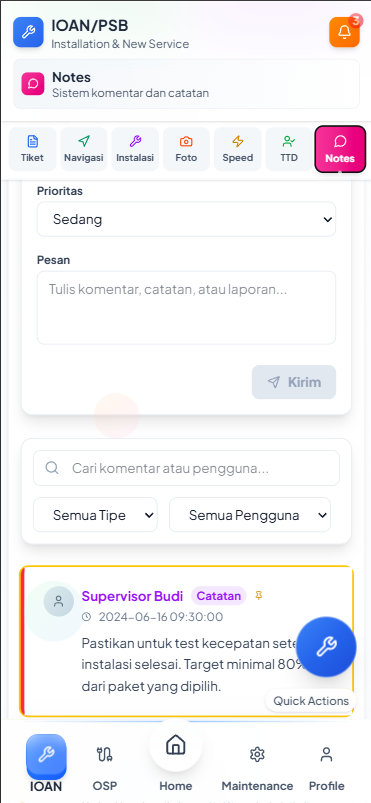 IOAN/PSB
Installation & New Service
3
Notes
Sistem komentar dan catatan
Tiket
Navigasi
Instalasi
Foto
Speed
TTD
Notes
Prioritas
Sedang
Pesan
Tulis komentar, catatan, atau laporan...
Kirim
Cari komentar atau pengguna...
Semua Tipe
Semua Pengguna
Supervisor Budi
Catatan
2024-06-16 09:30:00
Pastikan untuk test kecepatan
instalasi selesai. Target minimal 80%
dari paket yang dipilih.
Quick Actions
IOAN
OSP
Home
Maintenance
Profile